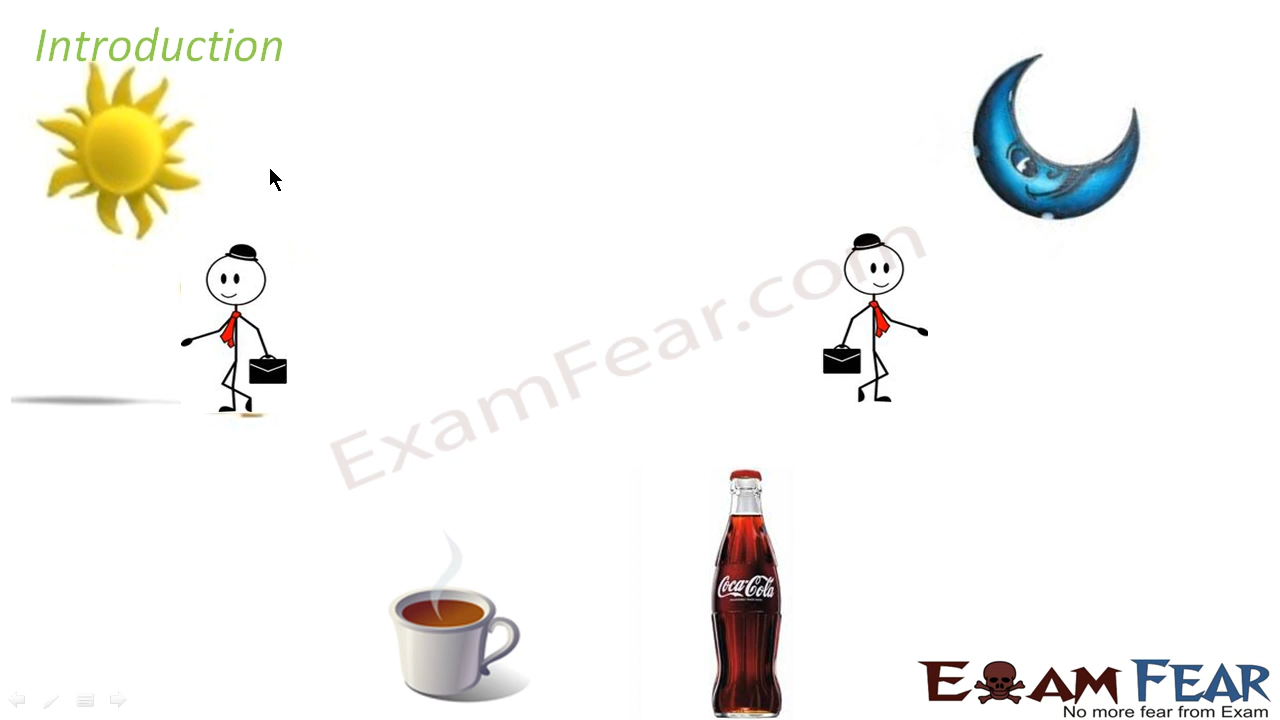 Introduction
ExamFear.com
Coca-Cola
EXAM FEAR
No more fear from Exam